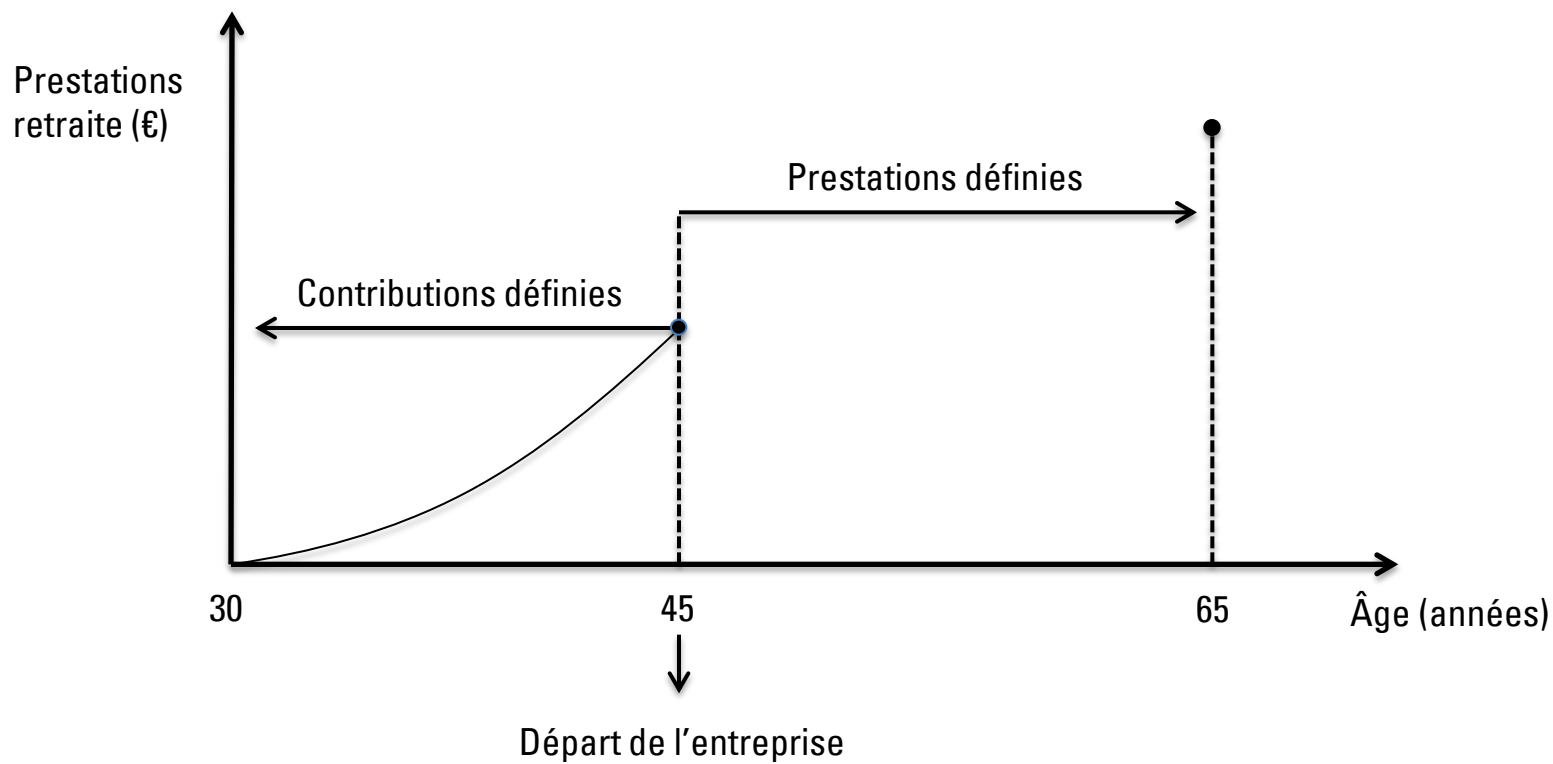 Prestations
retraite (€)
Prestations définies
Contributions définies
30
45
65
Âge (années)
Départ de l’entreprise